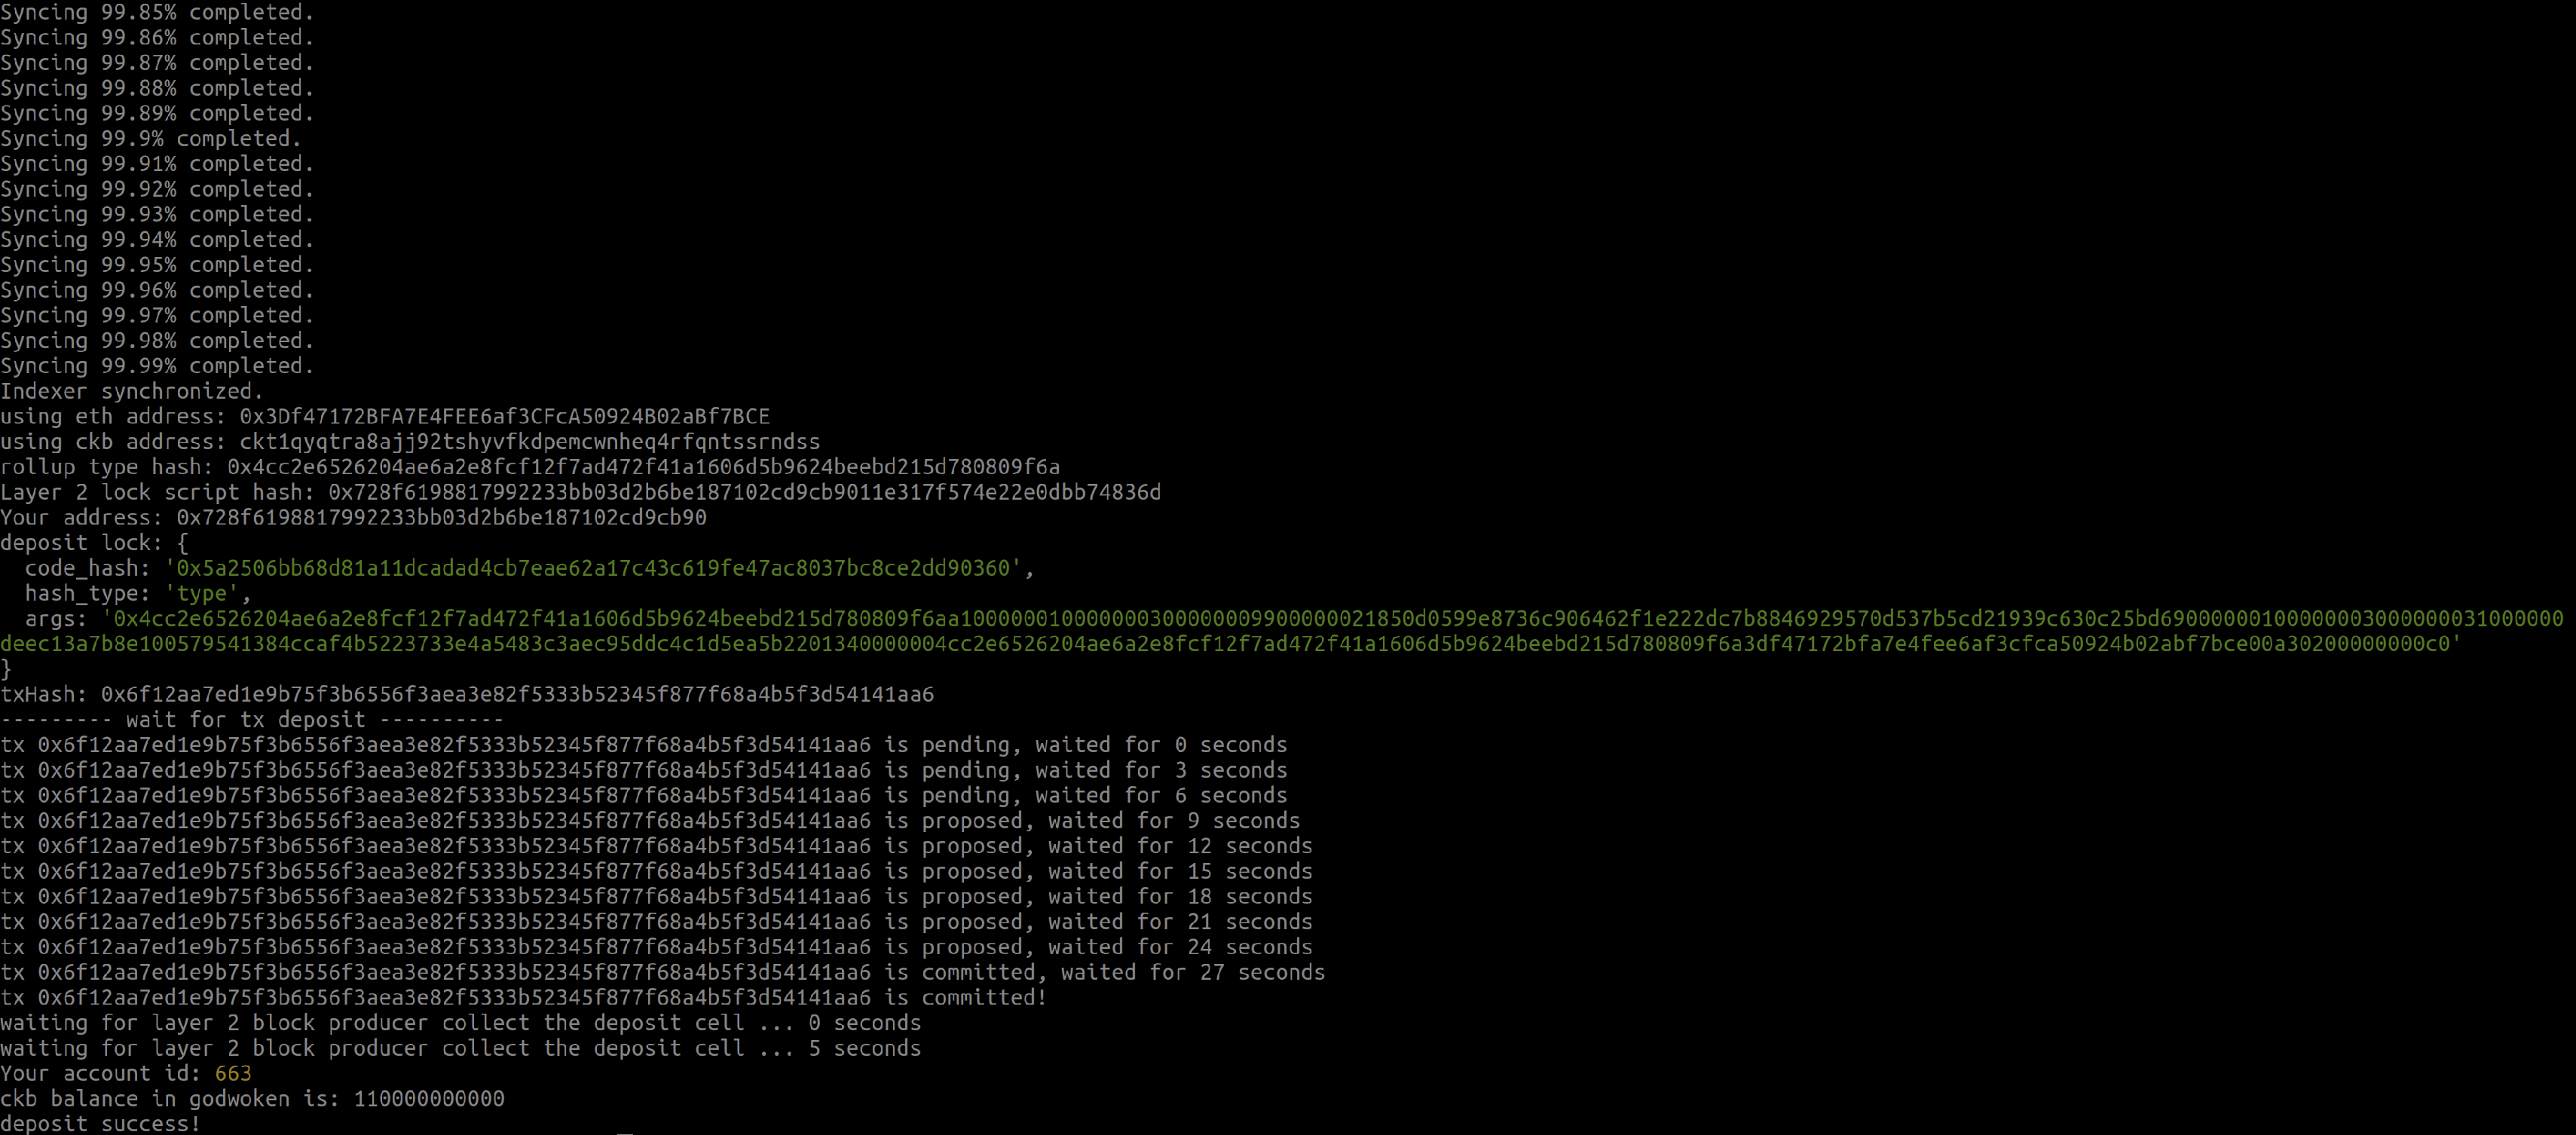 Syncing 99.85% completed.
Syncing 99.86% completed.
Syncing 99.87% completed.
Syncing 99.88% completed.
Syncing 99.89% completed.
Syncing 99.9% completed.
Syncing 99.91% completed.
Syncing 99.92% completed.
Syncing 99.93% completed.
Syncing 99.94% completed.
Syncing 99.95% completed.
Syncing 99.96% completed.
Syncing 99.97% completed.
Syncing 99.98% completed.
Syncing 99.99% completed.
Indexer synchronized.
using eth address: 0x3Df47172BFA7E4FEE6af3CFcA50924B02aBf7BCE
using ckb address: ckt1qyqtra8ajj92tshyvfkdpemcwnheq4rfqntssrndss
rollup type hash: 0x4cc2e6526204ae6a2e8fcf12f7ad472f41a1606d5b9624beebd215d780809f6a
Layer 2 lock script hash: 0x728f6198817992233bb03d2b6be187102cd9cb9011e317f574e22e0dbb74836d
Your address: 0x728f6198817992233bb03d2b6be187102cd9cb90
deposit lock: {
  code_hash: '0x5a2506bb68d81a11dcadad4cb7eae62a17c43c619fe47ac8037bc8ce2dd90360',
  hash_type: 'type',
  args: '0x4cc2e6526204ae6a2e8fcf12f7ad472f41a1606d5b9624beebd215d780809f6aa10000001000000030000000990000021850d0599e8736c906462f1e222dc7b8846929570d537b5cd21939c630c25bd6900000001000000030000000031000000
deec13a7b8e100579541384ccaf4b5223733e4a5483c3aec95ddc4c1d5ea5b2201340000004cc2e6526204ae6a2e8fcf12f7ad472f41a1606d5b9624beebd215d780809f6a3df47172bfa7e4fee6af3cfca50924b02abf7bce00a30200000000c0'
}
txHash: 0x6f12aa7ed1e9b75f3b6556f3aea3e82f5333b52345f877f68a4b5f3d54141aa6
--------- wait for tx deposit ----------
tx 0x6f12aa7ed1e9b75f3b6556f3aea3e82f5333b52345f877f68a4b5f3d54141aa6 is pending, waited for 0 seconds
tx 0x6f12aa7ed1e9b75f3b6556f3aea3e82f5333b52345f877f68a4b5f3d54141aa6 is pending, waited for 3 seconds
tx 0x6f12aa7ed1e9b75f3b6556f3aea3e82f5333b52345f877f68a4b5f3d54141aa6 is pending, waited for 6 seconds
tx 0x6f12aa7ed1e9b75f3b6556f3aea3e82f5333b52345f877f68a4b5f3d54141aa6 is proposed, waited for 9 seconds
tx 0x6f12aa7ed1e9b75f3b6556f3aea3e82f5333b52345f877f68a4b5f3d54141aa6 is proposed, waited for 12 seconds
tx 0x6f12aa7ed1e9b75f3b6556f3aea3e82f5333b52345f877f68a4b5f3d54141aa6 is proposed, waited for 15 seconds
tx 0x6f12aa7ed1e9b75f3b6556f3aea3e82f5333b52345f877f68a4b5f3d54141aa6 is proposed, waited for 18 seconds
tx 0x6f12aa7ed1e9b75f3b6556f3aea3e82f5333b52345f877f68a4b5f3d54141aa6 is proposed, waited for 21 seconds
tx 0x6f12aa7ed1e9b75f3b6556f3aea3e82f5333b52345f877f68a4b5f3d54141aa6 is proposed, waited for 24 seconds
tx 0x6f12aa7ed1e9b75f3b6556f3aea3e82f5333b52345f877f68a4b5f3d54141aa6 is committed, waited for 27 seconds
tx 0x6f12aa7ed1e9b75f3b6556f3aea3e82f5333b52345f877f68a4b5f3d54141aa6 is committed!
waiting for layer 2 block producer collect the deposit cell ... 0 seconds
waiting for layer 2 block producer collect the deposit cell ... 5 seconds
Your account id: 663
ckb balance in godwoken is: 110000000000
deposit success!